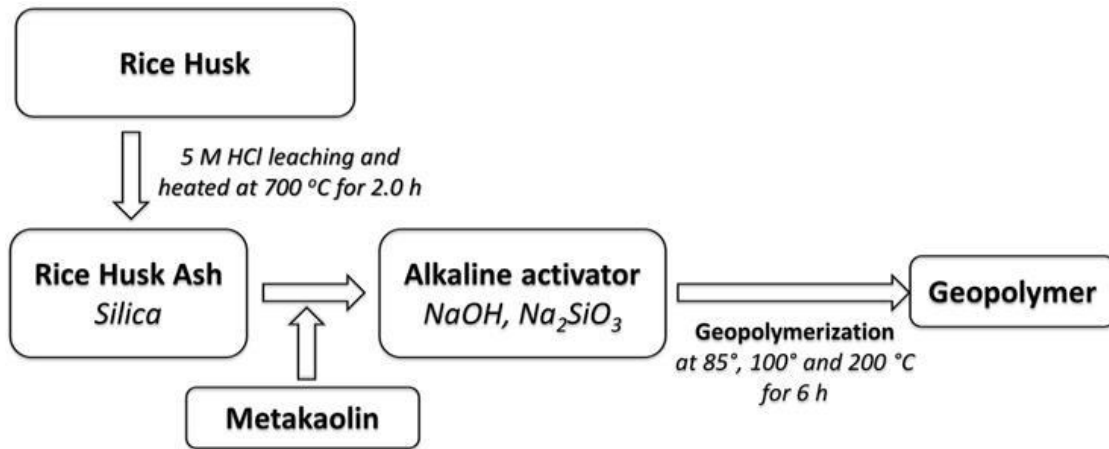 Rice Husk
5 M HCl leaching and
heated at 700 °C for 2.0 h
Rice Husk Ash
Silica
Alkaline activator
NaOH, Na₂SiO₃
Geopolymer
Geopolymerization
at 85°, 100° and 200 °C
for 6 h
Metakaolin